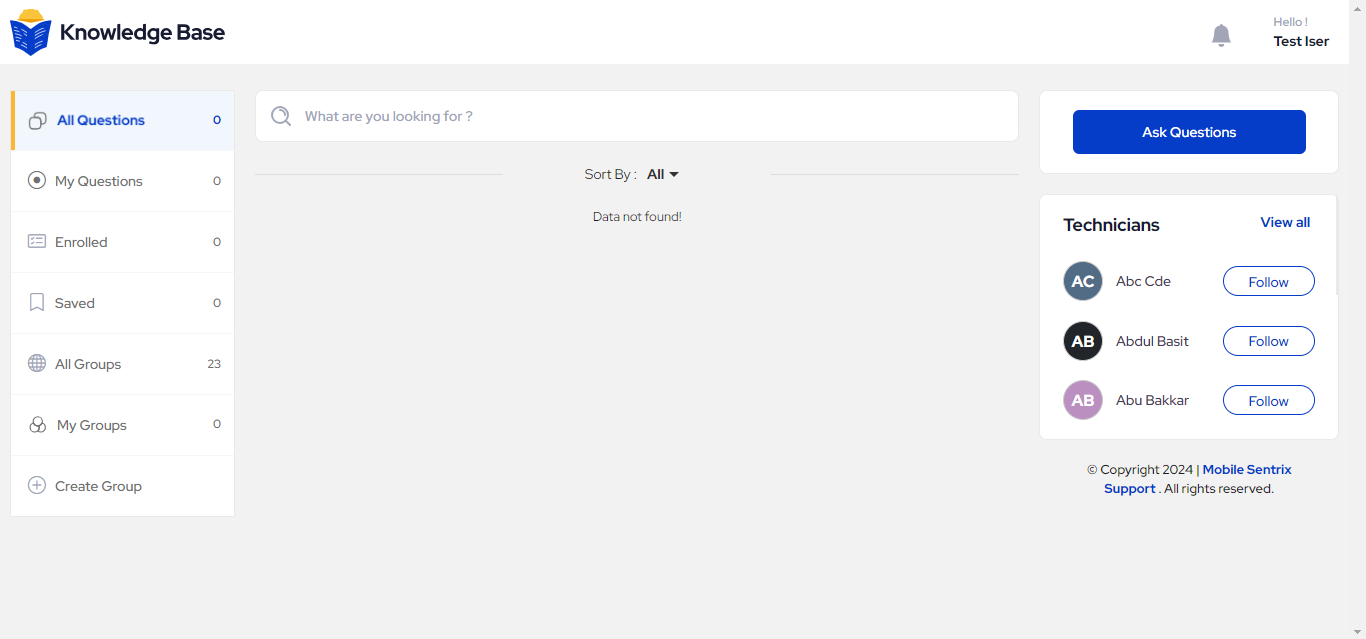 Knowledge Base
Hello !
Test Iser
All Questions 0
My Questions 0
Enrolled 0
Saved 0
All Groups 23
My Groups 0
Create Group
What are you looking for ?
Sort By : All
Data not found!
Ask Questions
Technicians View all
AC Abc Cde Follow
AB Abdul Basit Follow
AB Abu Bakkar Follow
© Copyright 2024 | Mobile Sentrix
Support . All rights reserved.